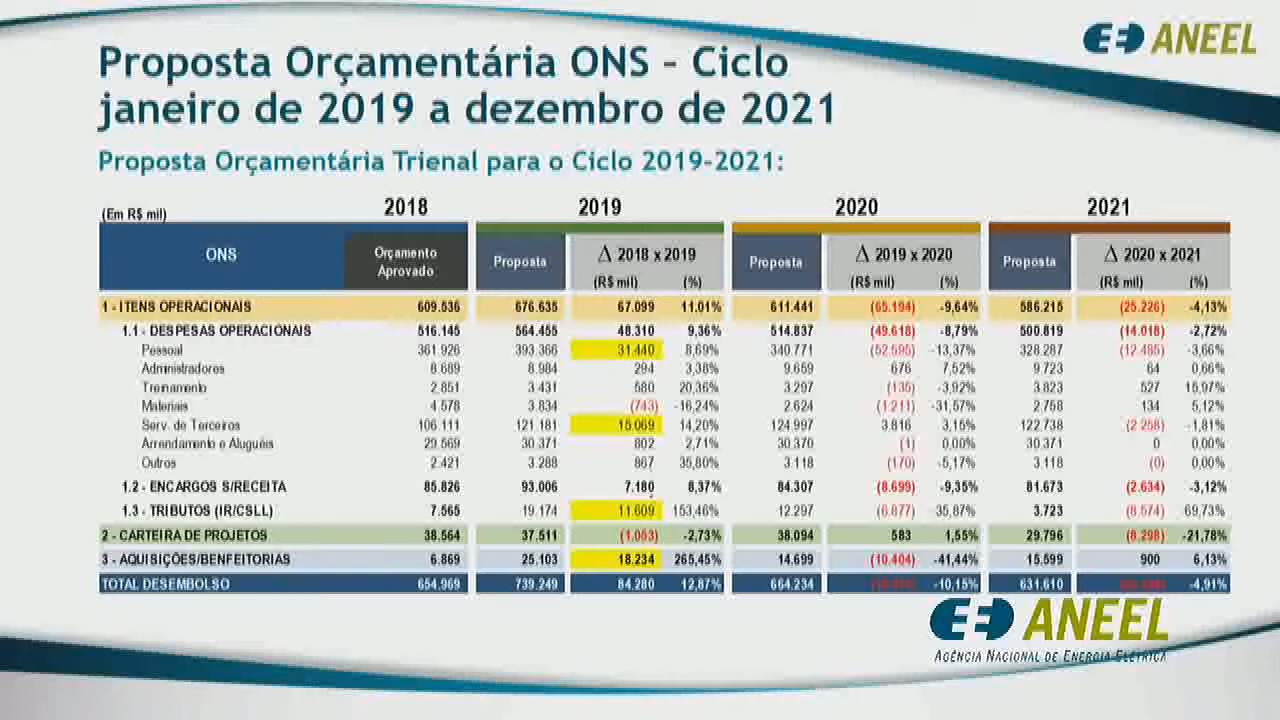 ANEEL
Proposta Orçamentária ONS – Ciclo
janeiro de 2019 a dezembro de 2021
Proposta Orçamentária Trienal para o Ciclo 2019-2021:
(Em R$ mil) 2018 2019 2020 2021
ONS Orçamento Aprovado Proposta Δ 2018 x 2019 Proposta Δ 2019 x 2020 Proposta Δ 2020 x 2021
(R$ mil) (%) (R$ mil) (%) (R$ mil) (%)
1 - ITENS OPERACIONAIS 609.536 676.635 67.099 11,01% 611.441 (65.194) -9,64% 586.215 (25.226) -4,13%
1.1 - DESPESAS OPERACIONAIS 516.145 564.455 48.310 9,36% 514.837 (49.618) -8,79% 500.819 (14.018) -2,72%
Pessoal 361.926 393.366 31.440 8,69% 340.771 (52.595) -13,37% 328.287 (12.485) -3,66%
Administradores 8.689 8.984 294 3,38% 9.659 676 7,52% 9.723 64 0,66%
Treinamento 2.851 3.431 580 20,36% 3.297 (135) -3,92% 3.823 527 15,97%
Materiais 4.578 3.834 (743) -16,24% 2.624 (1.211) -31,57% 2.758 134 5,12%
Serv. de Terceiros 106.111 121.181 15.069 14,20% 124.997 3.816 3,15% 122.738 (2.258) -1,81%
Arrendamento e Aluguéis 29.569 30.371 802 2,71% 30.370 (1) 0,00% 30.371 0 0,00%
Outros 2.421 3.288 867 35,80% 3.118 (170) -5,17% 3.118 (0) 0,00%
1.2 - ENCARGOS S/RECEITA 85.826 93.006 7.180 8,37% 84.307 (8.699) -9,35% 81.673 (2.634) -3,12%
1.3 - TRIBUTOS (IR/CSLL) 7.565 19.174 11.609 153,46% 12.297 (6.877) -35,87% 3.723 (8.574) -69,73%
2 - CARTEIRA DE PROJETOS 38.564 37.511 (1.053) -2,73% 38.094 583 1,55% 29.796 (8.298) -21,78%
3 - AQUISIÇÕES/BENFEITORIAS 6.869 25.103 18.234 265,45% 14.699 (10.404) -41,44% 15.599 900 6,13%
TOTAL DESEMBOLSO 654.969 739.249 84.280 12,87% 664.234 -10,15% 631.610 -4,91%
ANEEL
AGÊNCIA NACIONAL DE ENERGIA ELÉTRICA